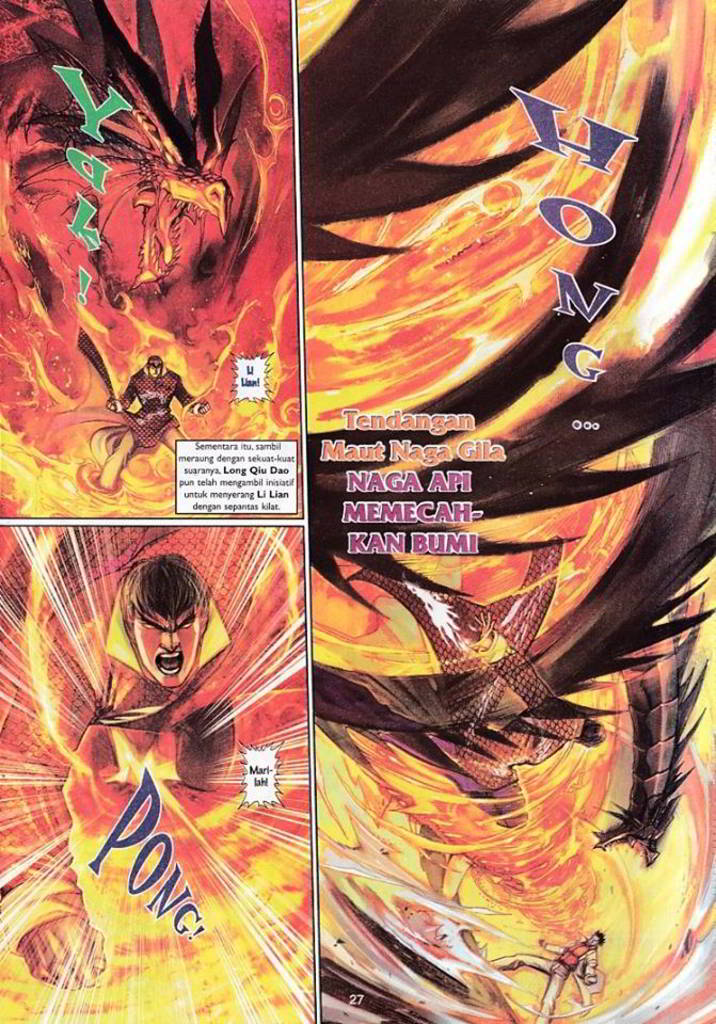 Yah!
Li
Lian!
Sementara itu, sambil
meraung dengan sekuat-kuat
suaranya, Long Qiu Dao
pun telah mengambil inisiatif
untuk menyerang Li Lian
dengan sepantas kilat.
Mari-
lah!
PONG!
HONG
...
Tendangan
Maut Naga Gila
NAGA API
MEMECAH-
KAN BUMI
27